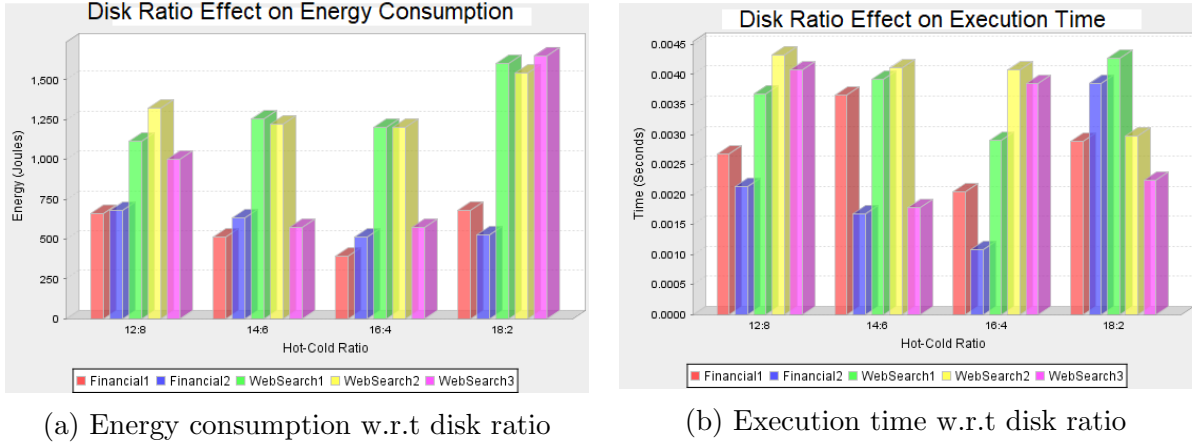 Disk Ratio Effect on Energy Consumption
Energy (Joules)
1,500
1,250
1,000
750
500
250
0
12:8 14:6 16:4 18:2
Hot-Cold Ratio
Financial1 Financial2 WebSearch1 WebSearch2 WebSearch3
(a) Energy consumption w.r.t disk ratio
Disk Ratio Effect on Execution Time
Time (Seconds)
0.0045
0.0040
0.0035
0.0030
0.0025
0.0020
0.0015
0.0010
0.0005
0.0000
12:8 14:6 16:4 18:2
Hot-Cold Ratio
Financial1 Financial2 WebSearch1 WebSearch2 WebSearch3
(b) Execution time w.r.t disk ratio